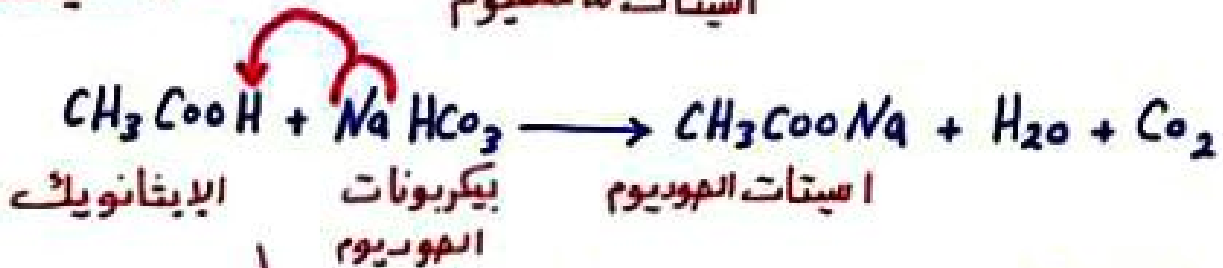 CH₃COOH + NaHCO₃ → CH₃COONa + H₂O + CO₂
الايثانويك بيكربونات اسيتات الصوديوم
الصوديوم